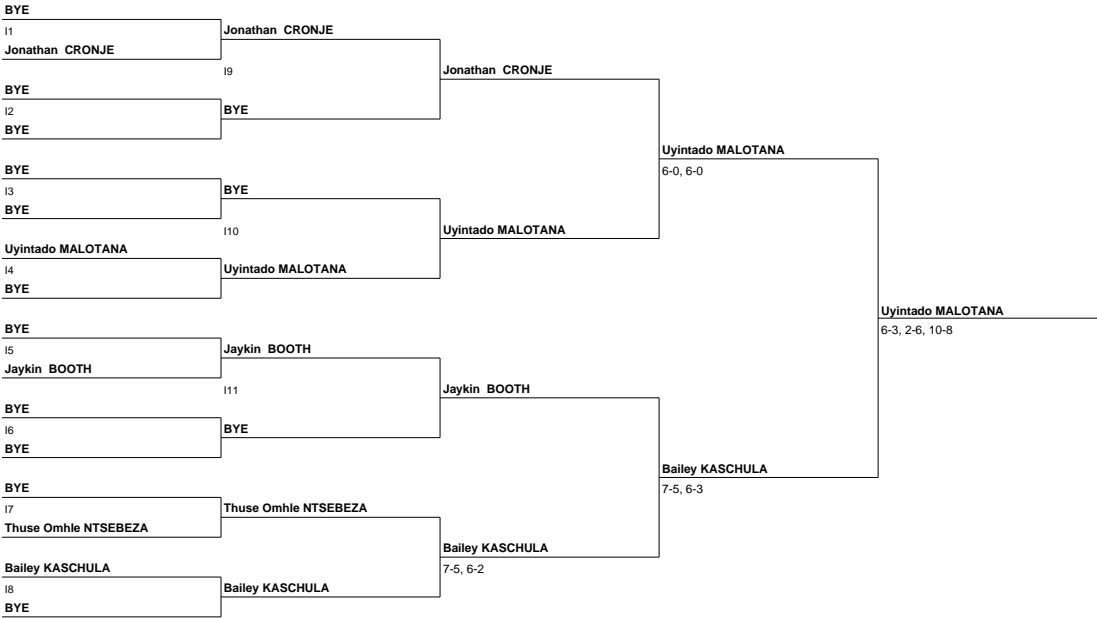 BYE
I1
Jonathan CRONJE
BYE
I2
BYE
BYE
I3
BYE
Uyintado MALOTANA
I4
BYE
BYE
I5
Jaykin BOOTH
BYE
I6
BYE
BYE
I7
Thuse Omhle NTSEBEZA
Bailey KASCHULA
I8
BYE
Jonathan CRONJE
I9
BYE
BYE
I10
Uyintado MALOTANA
Jaykin BOOTH
I11
BYE
Thuse Omhle NTSEBEZA
Bailey KASCHULA
Jonathan CRONJE
Uyintado MALOTANA
Jaykin BOOTH
Bailey KASCHULA
7-5, 6-2
Uyintado MALOTANA
6-0, 6-0
Bailey KASCHULA
7-5, 6-3
Uyintado MALOTANA
6-3, 2-6, 10-8